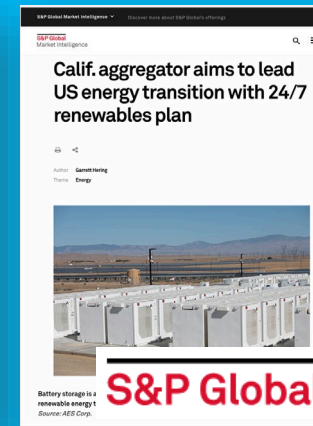 S&P Global Market Intelligence
Discover more about S&P Global's offerings
S&P Global
Market Intelligence
Calif. aggregator aims to lead
US energy transition with 24/7
renewables plan
Author Garrett Hering
Theme Energy
Battery storage is a
renewable energy t
Source: AES Corp.
S&P Global